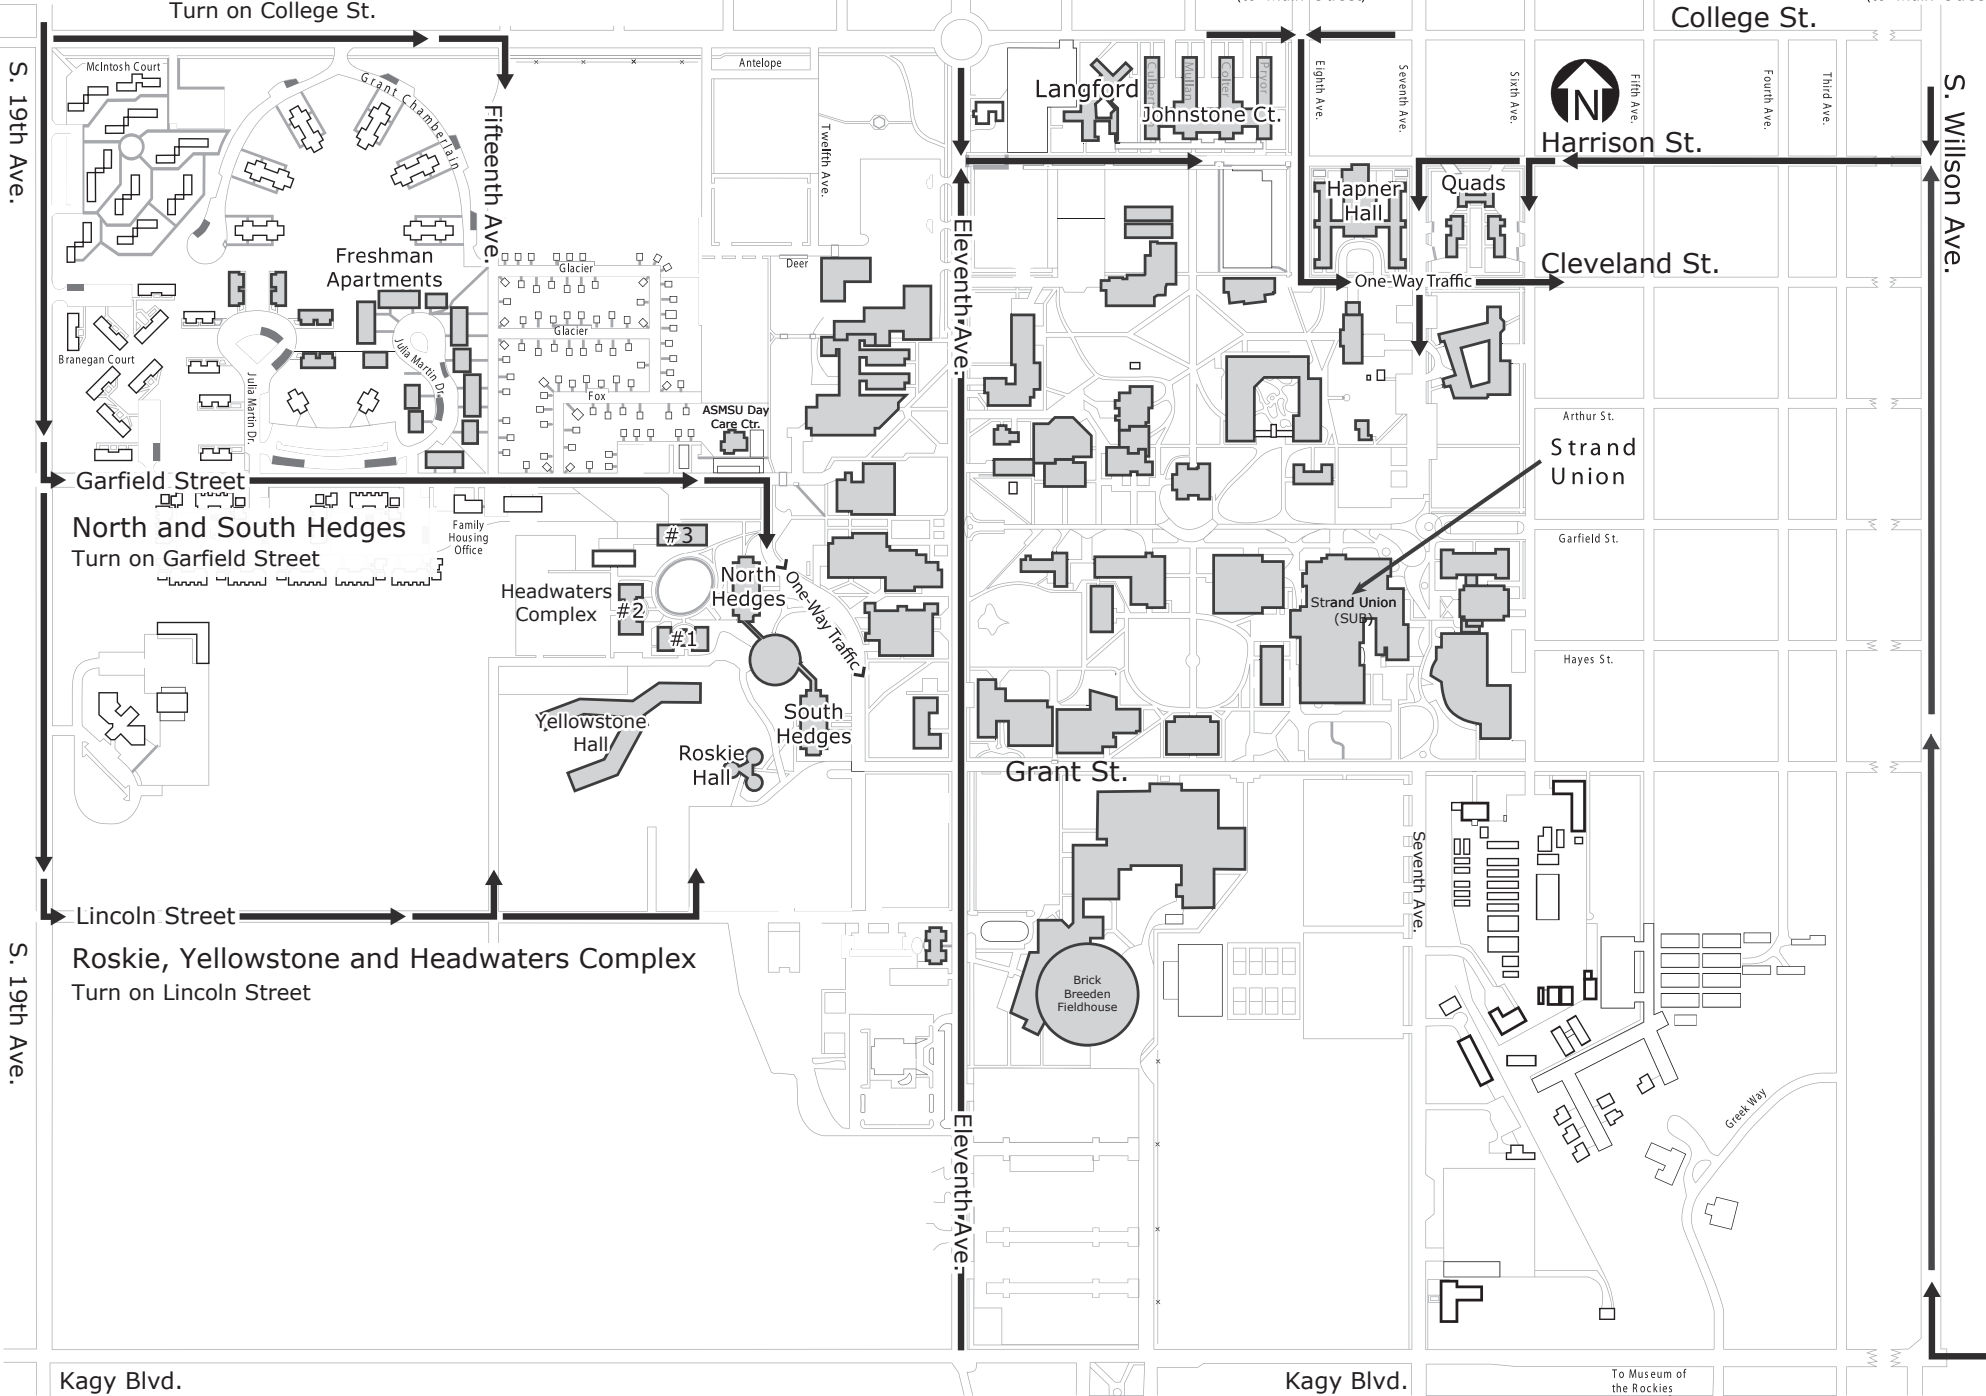 Turn on College St.
College St.
S. 19th Ave.
McIntosh Court
Grant Chamberlain
Fifteenth Ave.
Antelope
Twelfth Ave.
Langford
Mullan
Colter
Pryor
Johnstone Ct.
Eighth Ave.
Seventh Ave.
Sixth Ave.
N
Fifth Ave.
Fourth Ave.
Third Ave.
S. Willson Ave.
Harrison St.
Hapner
Hall
Quads
Eleventh Ave.
Freshman
Apartments
Glacier
Deer
Cleveland St.
One-Way Traffic
Glacier
Branegan Court
Julia Martin Dr.
Julia Martin Dr.
Fox
ASMSU Day
Care Ctr.
Arthur St.
Strand
Union
Garfield Street
North and South Hedges
Turn on Garfield Street
Family
Housing
Office
#3
Garfield St.
Headwaters
Complex
#2
#1
North
Hedges
One-Way Traffic
Strand Union
(SUB)
Hayes St.
Yellowstone
Hall
Roskie
Hall
South
Hedges
Grant St.
Seventh Ave.
Lincoln Street
Roskie, Yellowstone and Headwaters Complex
Turn on Lincoln Street
S. 19th Ave.
Brick
Breeden
Fieldhouse
Eleventh Ave.
Greek Way
Kagy Blvd.
Kagy Blvd.
To Museum of
the Rockies